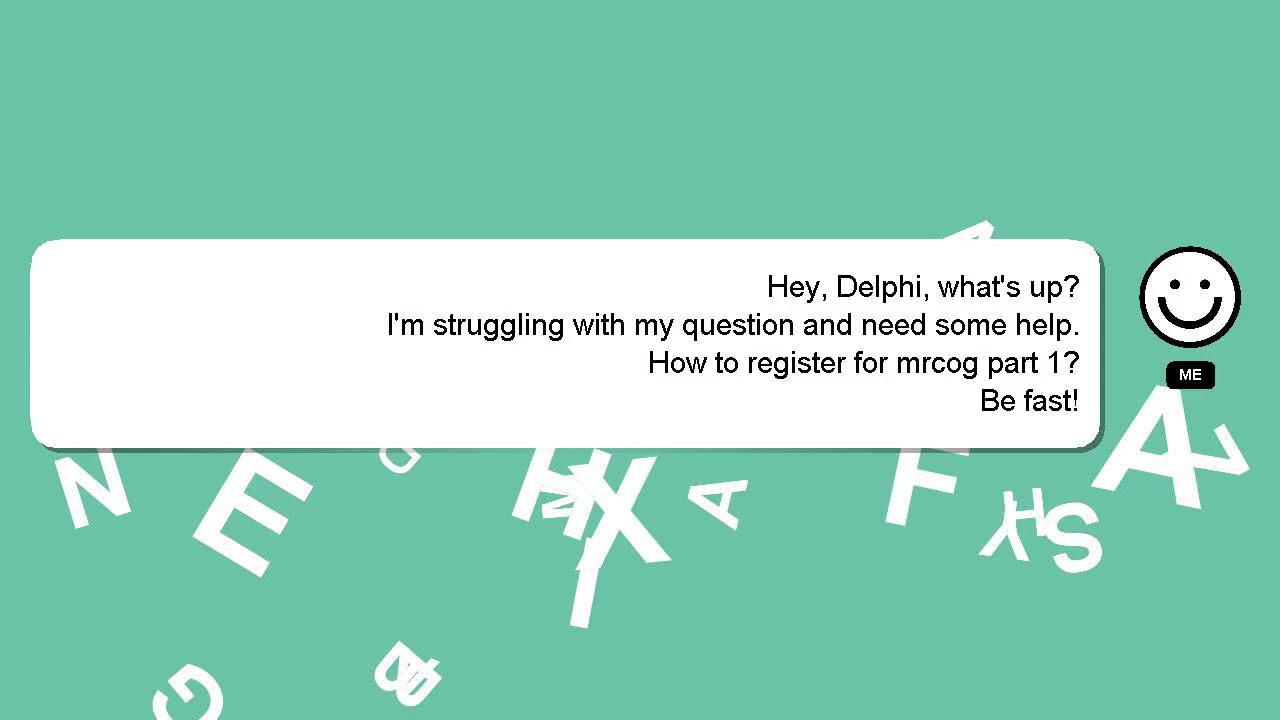 Hey, Delphi, what's up?
I'm struggling with my question and need some help.
How to register for mrcog part 1?
Be fast!
ME
A
N
E
D
H
N
X
I
A
F
Y
H
S
A
Z
G
B